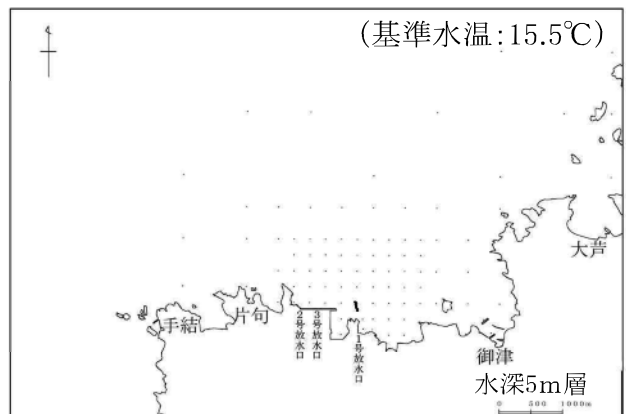 (基準水温:15.5℃)
大芦
手結
片句
2号放水口
3号放水口
1号放水口
御津
水深5m層
0 500 1000m